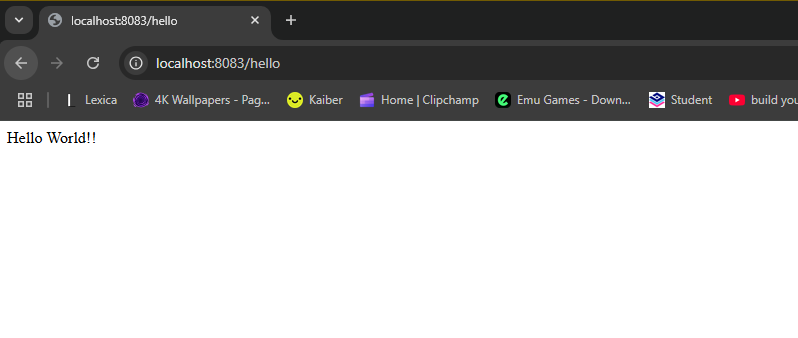 localhost:8083/hello
localhost:8083/hello
Lexica 4K Wallpapers - Pag... Kaiber Home | Clipchamp Emu Games - Down... Student build you
Hello World!!